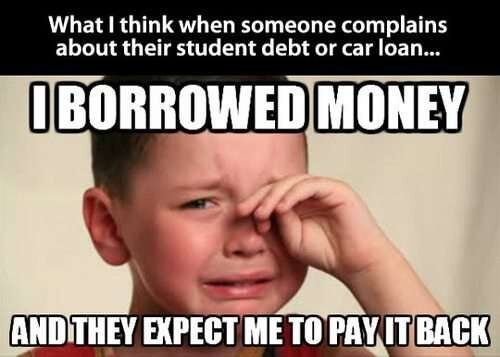 What I think when someone complains
about their student debt or car loan...
I BORROWED MONEY
AND THEY EXPECT ME TO PAY IT BACK